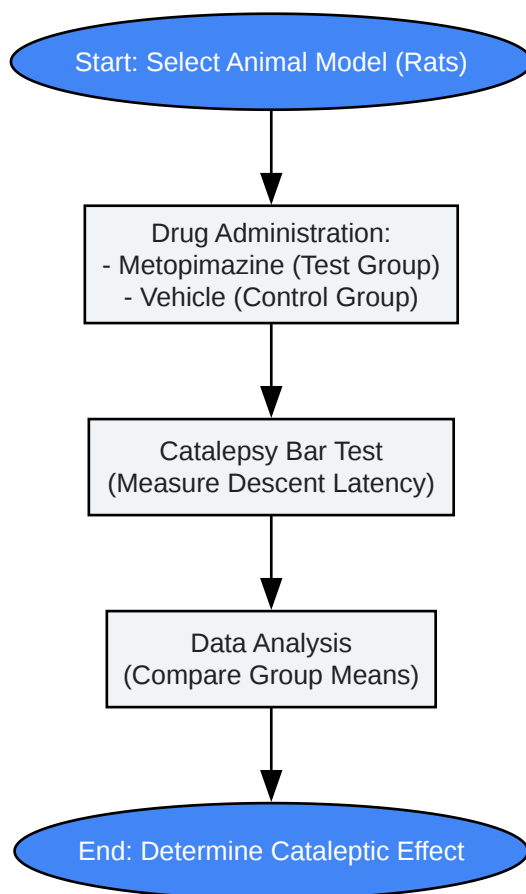 Start: Select Animal Model (Rats)
Drug Administration:
- Metopimazine (Test Group)
- Vehicle (Control Group)
Catalepsy Bar Test
(Measure Descent Latency)
Data Analysis
(Compare Group Means)
End: Determine Cataleptic Effect